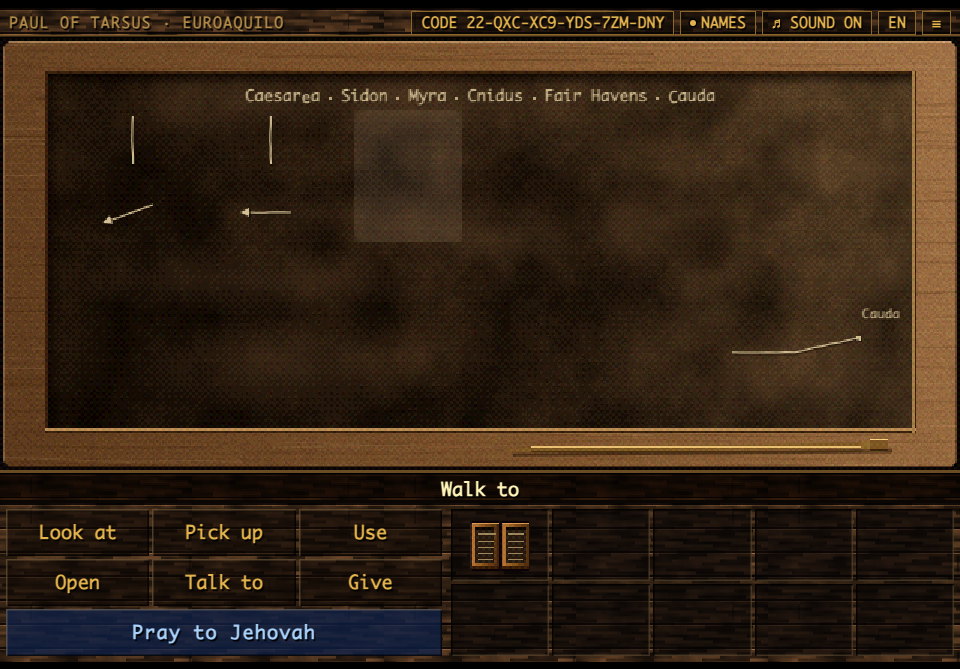 PAUL OF TARSUS · EUROAQUILO
CODE 22-QXC-XC9-YDS-7ZM-DNY
• NAMES
♬ SOUND ON
EN
≡
Caesarea · Sidon · Myra · Cnidus · Fair Havens · Cauda
Cauda
Walk to
Look at
Pick up
Use
Open
Talk to
Give
Pray to Jehovah